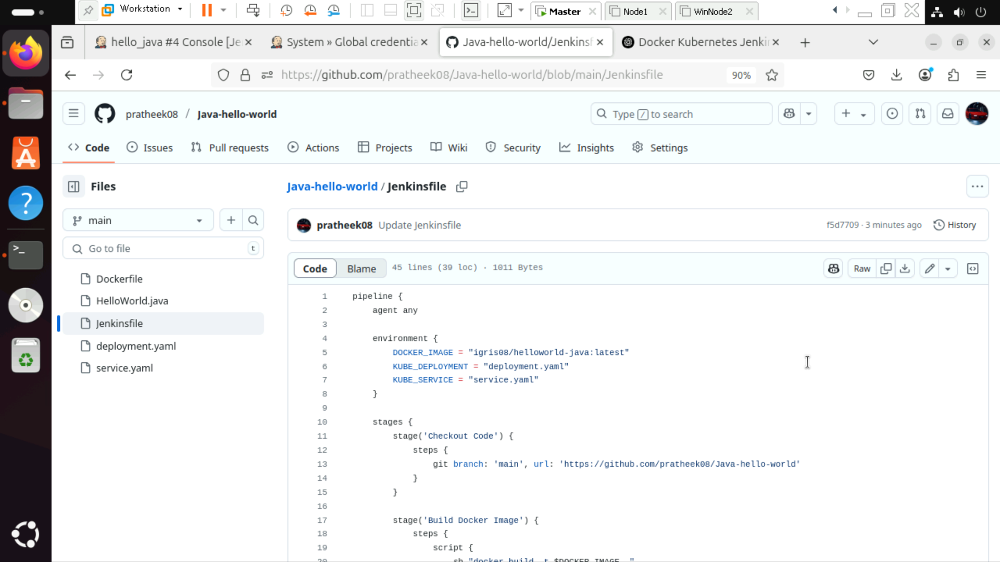 Workstation
Master
Node1
WinNode2
hello_java #4 Console [Je
System » Global credentia
Java-hello-world/Jenkinsf
Docker Kubernetes Jenki
https://github.com/pratheek08/Java-hello-world/blob/main/Jenkinsfile
90%
pratheek08 / Java-hello-world
Type / to search
Code
Issues
Pull requests
Actions
Projects
Wiki
Security
Insights
Settings
Files
Java-hello-world / Jenkinsfile
main
pratheek08 Update Jenkinsfile
f5d7709 · 3 minutes ago
History
Go to file
t
Code
Blame
45 lines (39 loc) · 1011 Bytes
Raw
Dockerfile
HelloWorld.java
Jenkinsfile
deployment.yaml
service.yaml
1 pipeline {
2 agent any
3
4 environment {
5 DOCKER_IMAGE = "igris08/helloworld-java:latest"
6 KUBE_DEPLOYMENT = "deployment.yaml"
7 KUBE_SERVICE = "service.yaml"
8 }
9
10 stages {
11 stage('Checkout Code') {
12 steps {
13 git branch: 'main', url: 'https://github.com/pratheek08/Java-hello-world'
14 }
15 }
16
17 stage('Build Docker Image') {
18 steps {
19 script {
20 sh "docker build -t $DOCKER_IMAGE ."